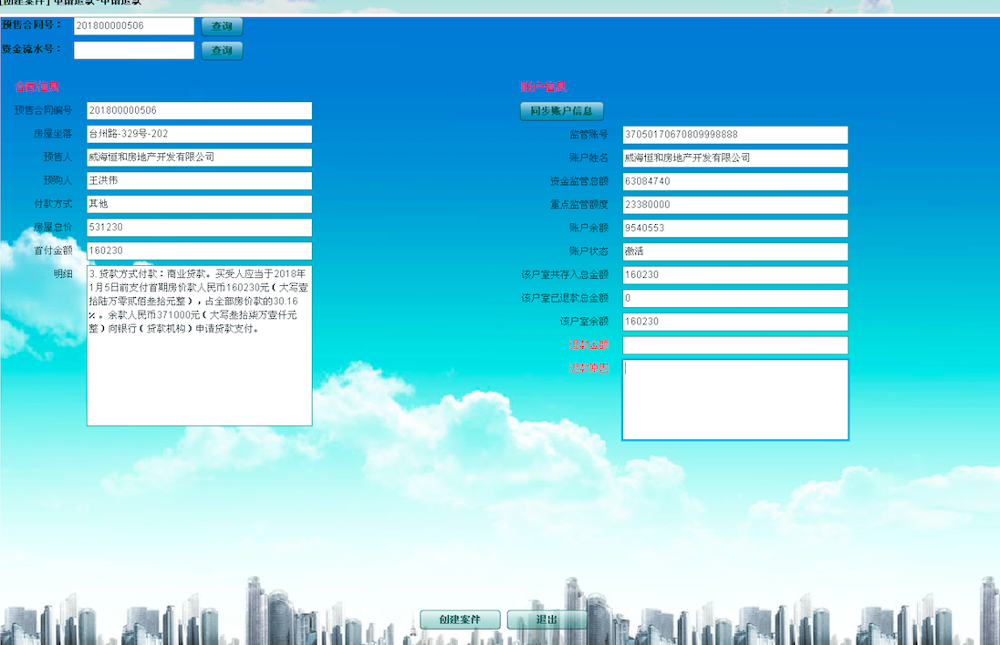 [创建案件] 申请退款-申请退款
预售合同号： 201800000506 查询
资金流水号： 查询
合同信息
预售合同编号 201800000506
房屋坐落 台州路-329号-202
预售人 威海恒和房地产开发有限公司
预购人 王洪伟
付款方式 其他
房屋总价 531230
首付金额 160230
明细 3.贷款方式付款：商业贷款。买受人应当于2018年
1月5日前支付首期房价款人民币160230元(大写壹
拾陆万零贰佰叁拾元整)，占全部房价款的30.16
%。余款人民币371000元(大写叁拾柒万壹仟元
整)向银行(贷款机构)申请贷款支付。
账户信息
同步账户信息
监管账号 37050170670809998888
账户姓名 威海恒和房地产开发有限公司
资金监管总额 63084740
重点监管额度 23380000
账户余额 9540553
账户状态 激活
该户室共存入总金额 160230
该户室已退款总金额 0
该户室余额 160230
退款金额
退款原因
创建案件 退出